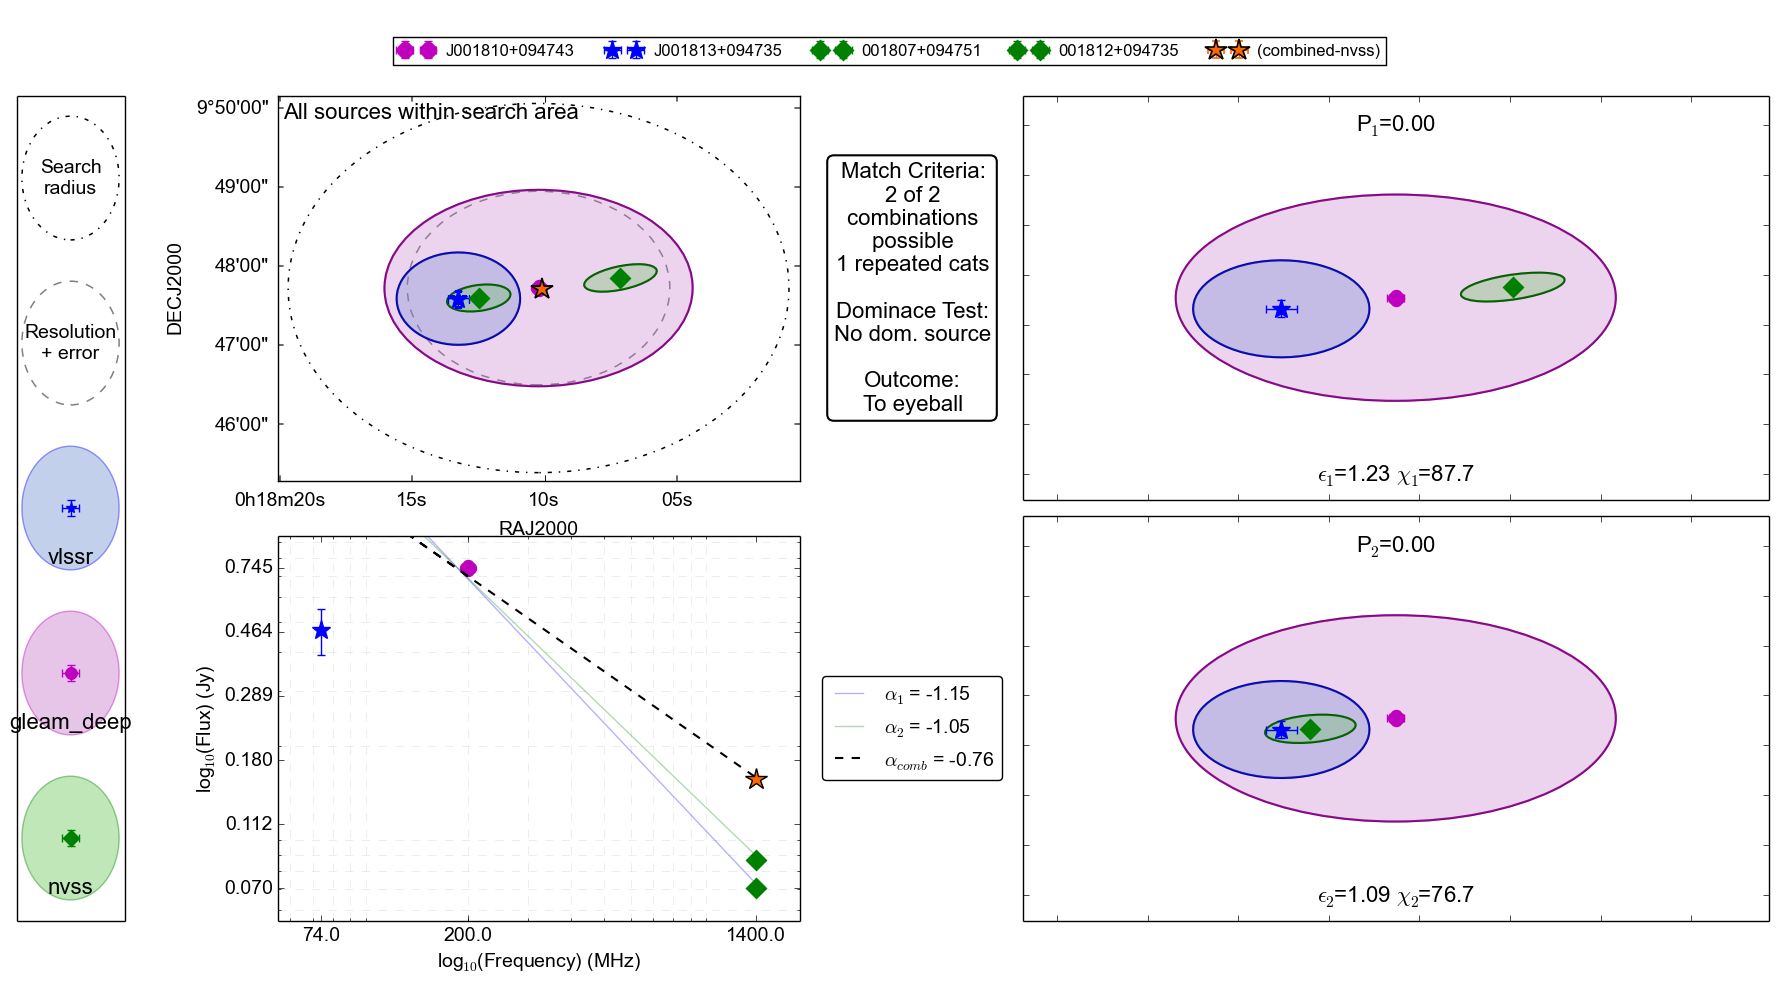 J001810+094743 J001813+094735 001807+094751 001812+094735 (combined-nvss)
Search
radius
Resolution
+ error
vlssr
gleam_deep
nvss
All sources within search area
DECJ2000
9°50'00"
49'00"
48'00"
47'00"
46'00"
0h18m20s 15s 10s 05s
RAJ2000
Match Criteria:
2 of 2
combinations
possible
1 repeated cats
Dominace Test:
No dom. source
Outcome:
To eyeball
P₁=0.00
ϵ₁=1.23 χ₁=87.7
log₁₀(Flux) (Jy)
0.745
0.464
0.289
0.180
0.112
0.070
74.0 200.0 1400.0
log₁₀(Frequency) (MHz)
α₁ = -1.15
α₂ = -1.05
α_comb = -0.76
P₂=0.00
ϵ₂=1.09 χ₂=76.7